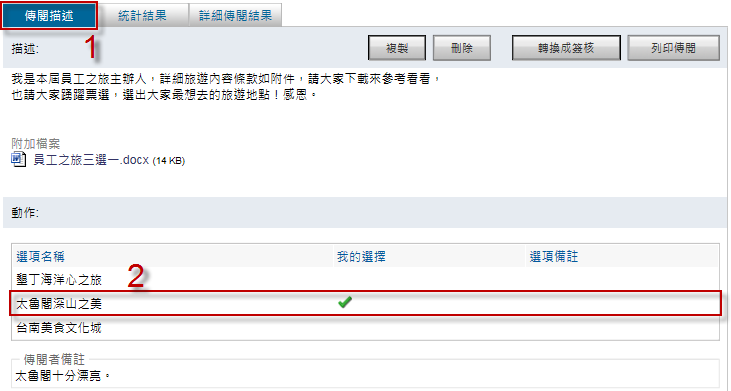 傳閱描述 統計結果 詳細傳閱結果
1
描述: 複製 刪除 轉換成簽核 列印傳閱
我是本屆員工之旅主辦人，詳細旅遊內容條款如附件，請大家下載來參考看看，
也請大家踴躍票選，選出大家最想去的旅遊地點！感恩。
附加檔案
員工之旅三選一.docx (14 KB)
動作:
選項名稱 我的選擇 選項備註
墾丁海洋心之旅
2
太魯閣深山之美
台南美食文化城
傳閱者備註
太魯閣十分漂亮。